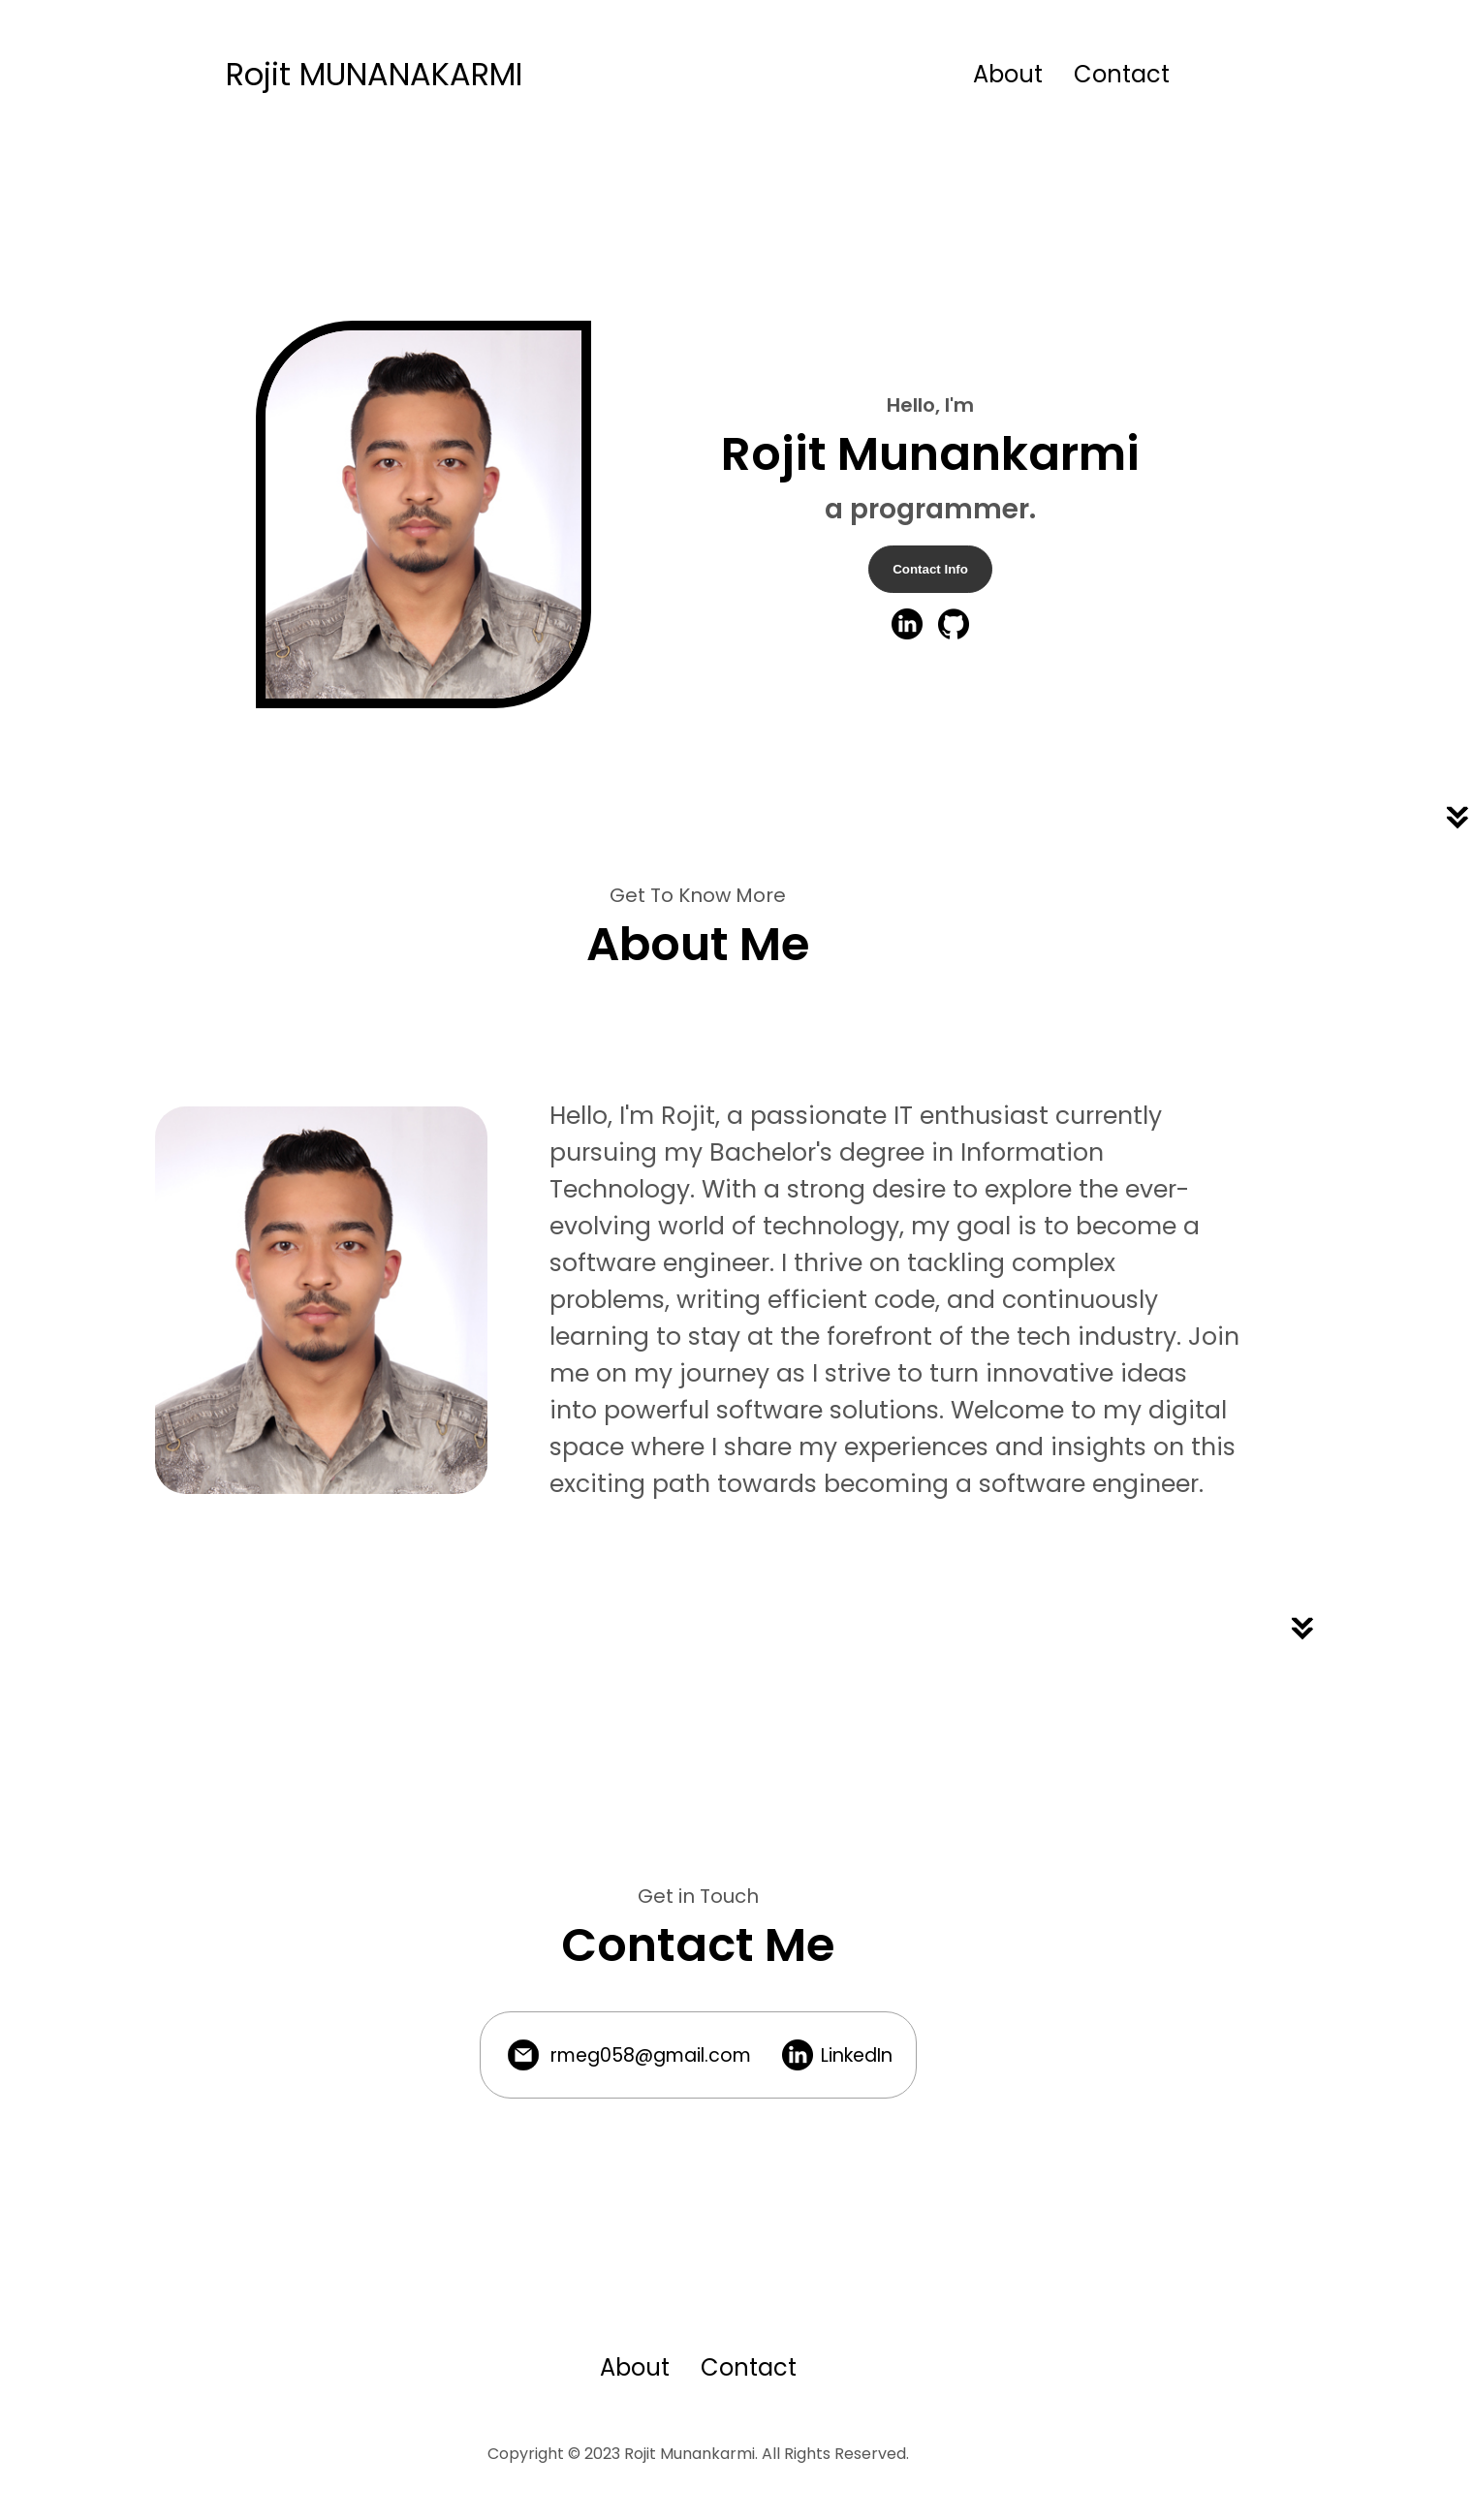 Rojit MUNANAKARMI
About Contact
Hello, I'm
Rojit Munankarmi
a programmer.
Contact Info
Get To Know More
About Me
Hello, I'm Rojit, a passionate IT enthusiast currently
pursuing my Bachelor's degree in Information
Technology. With a strong desire to explore the ever-
evolving world of technology, my goal is to become a
software engineer. I thrive on tackling complex
problems, writing efficient code, and continuously
learning to stay at the forefront of the tech industry. Join
me on my journey as I strive to turn innovative ideas
into powerful software solutions. Welcome to my digital
space where I share my experiences and insights on this
exciting path towards becoming a software engineer.
Get in Touch
Contact Me
rmeg058@gmail.com LinkedIn
About Contact
Copyright © 2023 Rojit Munankarmi. All Rights Reserved.